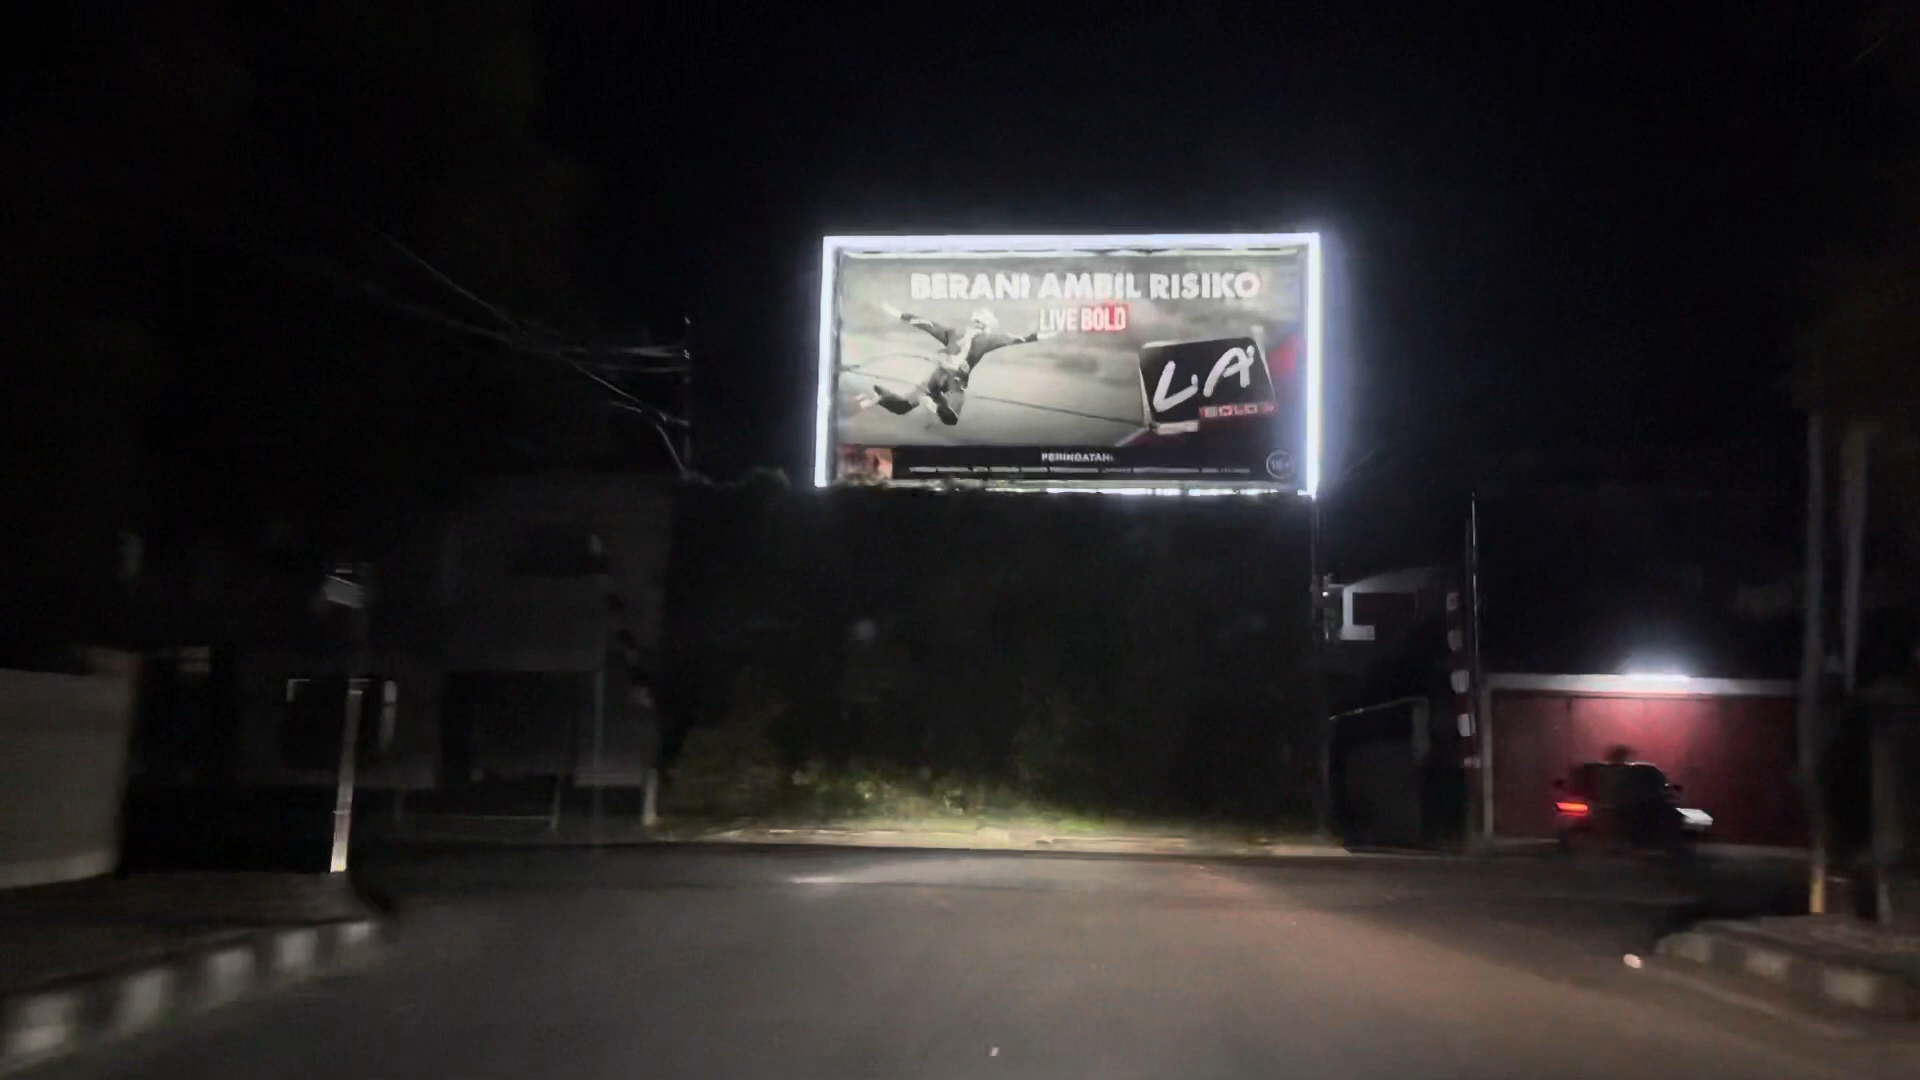 BERANI AMBIL RISIKO
LIVE BOLD
LA
BOLD
PERINGATAN:
18+